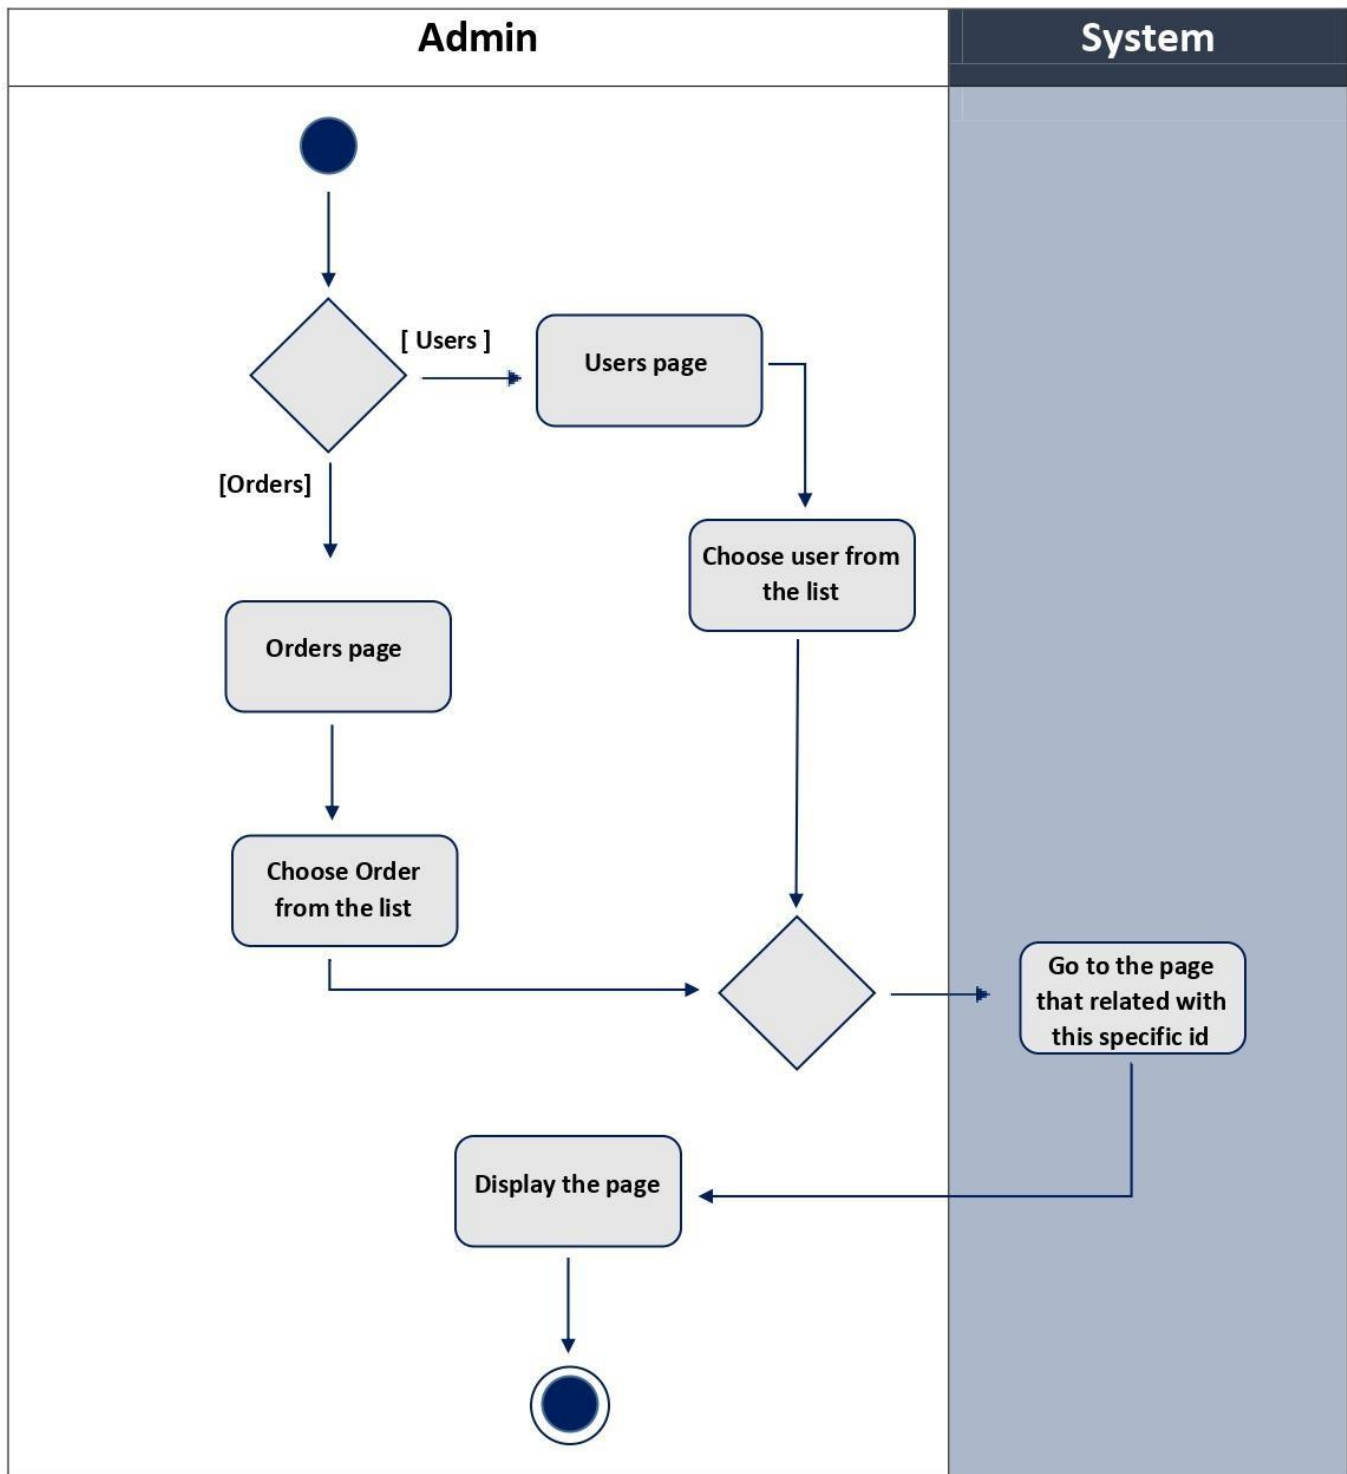 Admin
System
[ Users ]
Users page
[Orders]
Choose user from
the list
Orders page
Choose Order
from the list
Go to the page
that related with
this specific id
Display the page